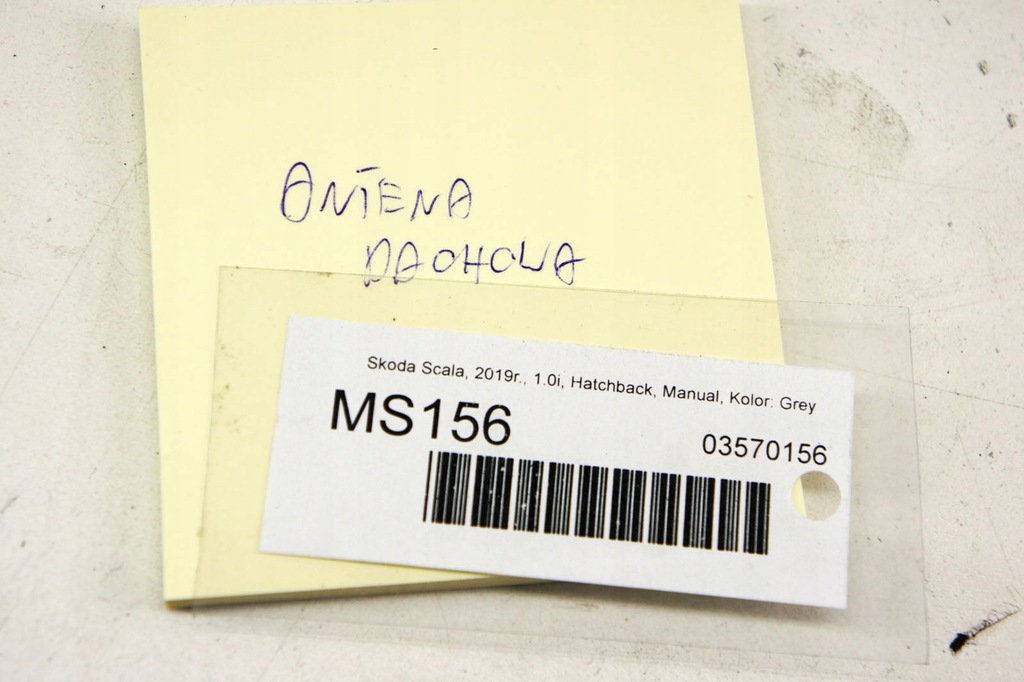 ANTENA
DACHOWA
Skoda Scala, 2019r., 1.0i, Hatchback, Manual, Kolor: Grey
MS156
03570156